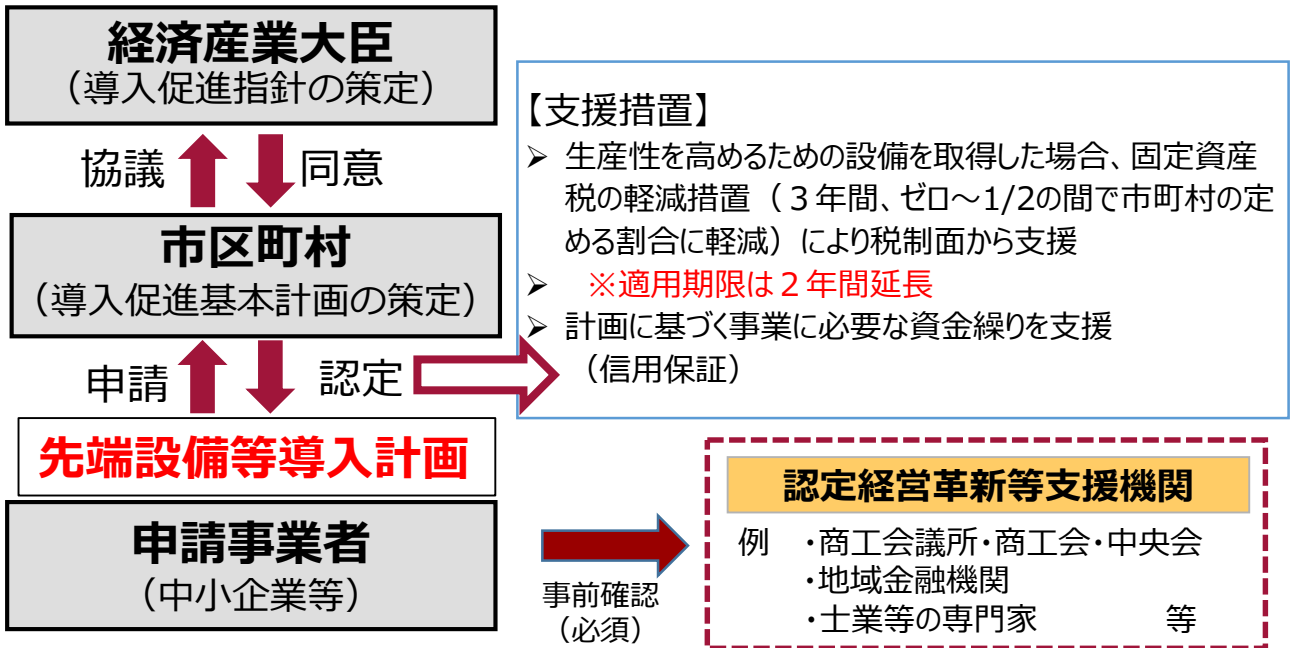 経済産業大臣
（導入促進指針の策定）
協議
同意
市区町村
（導入促進基本計画の策定）
申請
認定
先端設備等導入計画
申請事業者
（中小企業等）
【支援措置】
➢ 生産性を高めるための設備を取得した場合、固定資産
税の軽減措置（３年間、ゼロ～1/2の間で市町村の定
める割合に軽減）により税制面から支援
➢ ※適用期限は２年間延長
➢ 計画に基づく事業に必要な資金繰りを支援
（信用保証）
事前確認
（必須）
認定経営革新等支援機関
例 ・商工会議所・商工会・中央会
・地域金融機関
・士業等の専門家 等